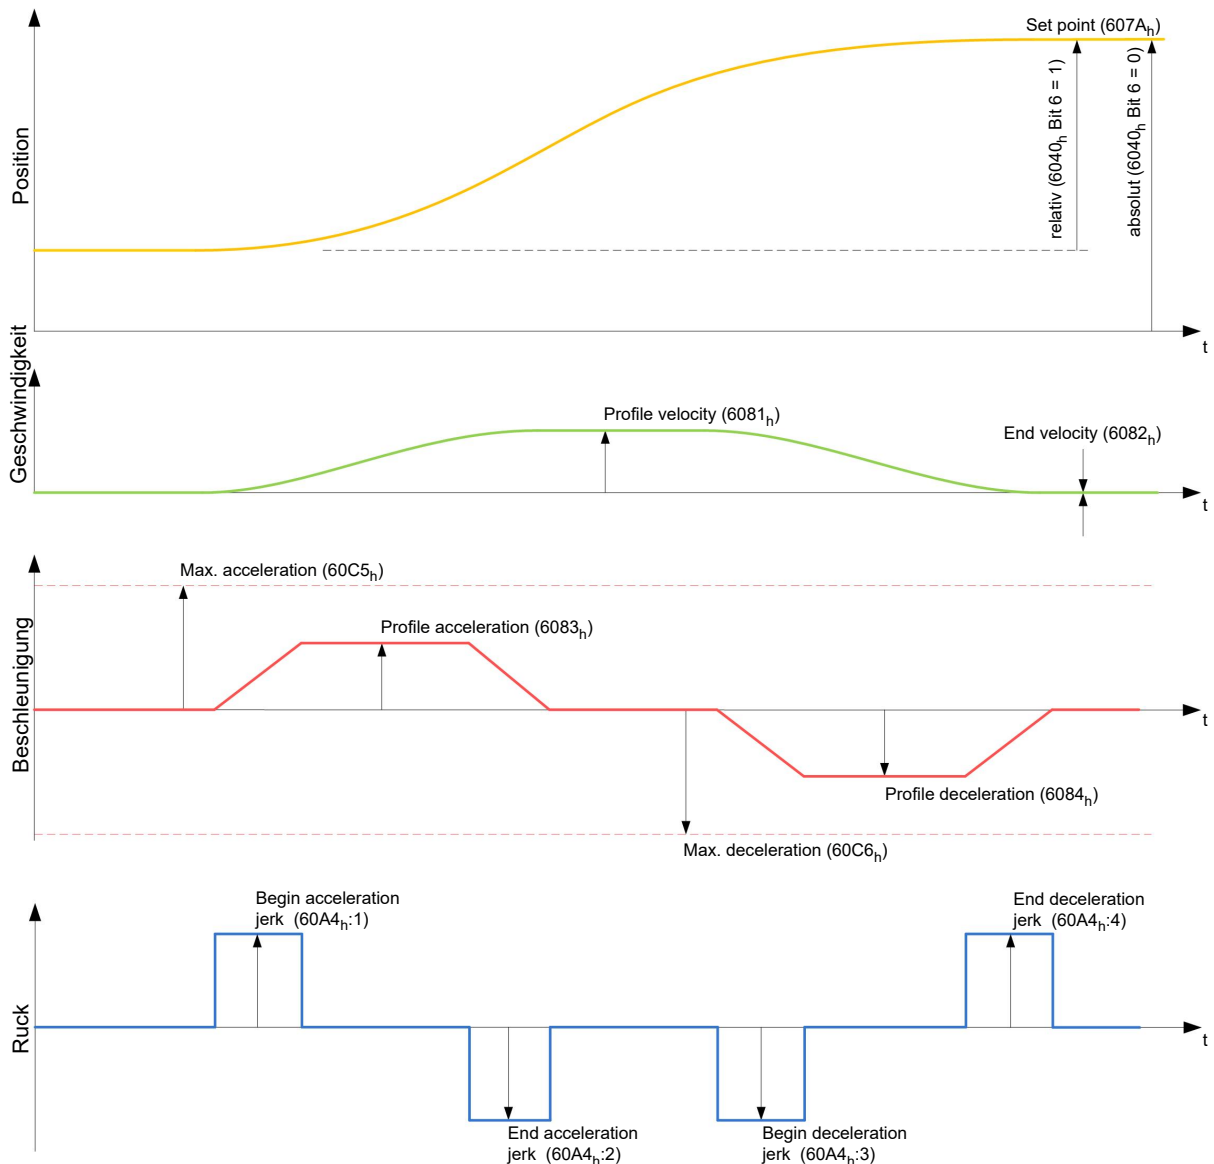 Set point (607Ah)
relativ (6040h Bit 6 = 1)
absolut (6040h Bit 6 = 0)
Position
t
Geschwindigkeit
Profile velocity (6081h)
End velocity (6082h)
t
Beschleunigung
Max. acceleration (60C5h)
Profile acceleration (6083h)
t
Profile deceleration (6084h)
Max. deceleration (60C6h)
Ruck
Begin acceleration
jerk (60A4h:1)
End deceleration
jerk (60A4h:4)
t
End acceleration
jerk (60A4h:2)
Begin deceleration
jerk (60A4h:3)